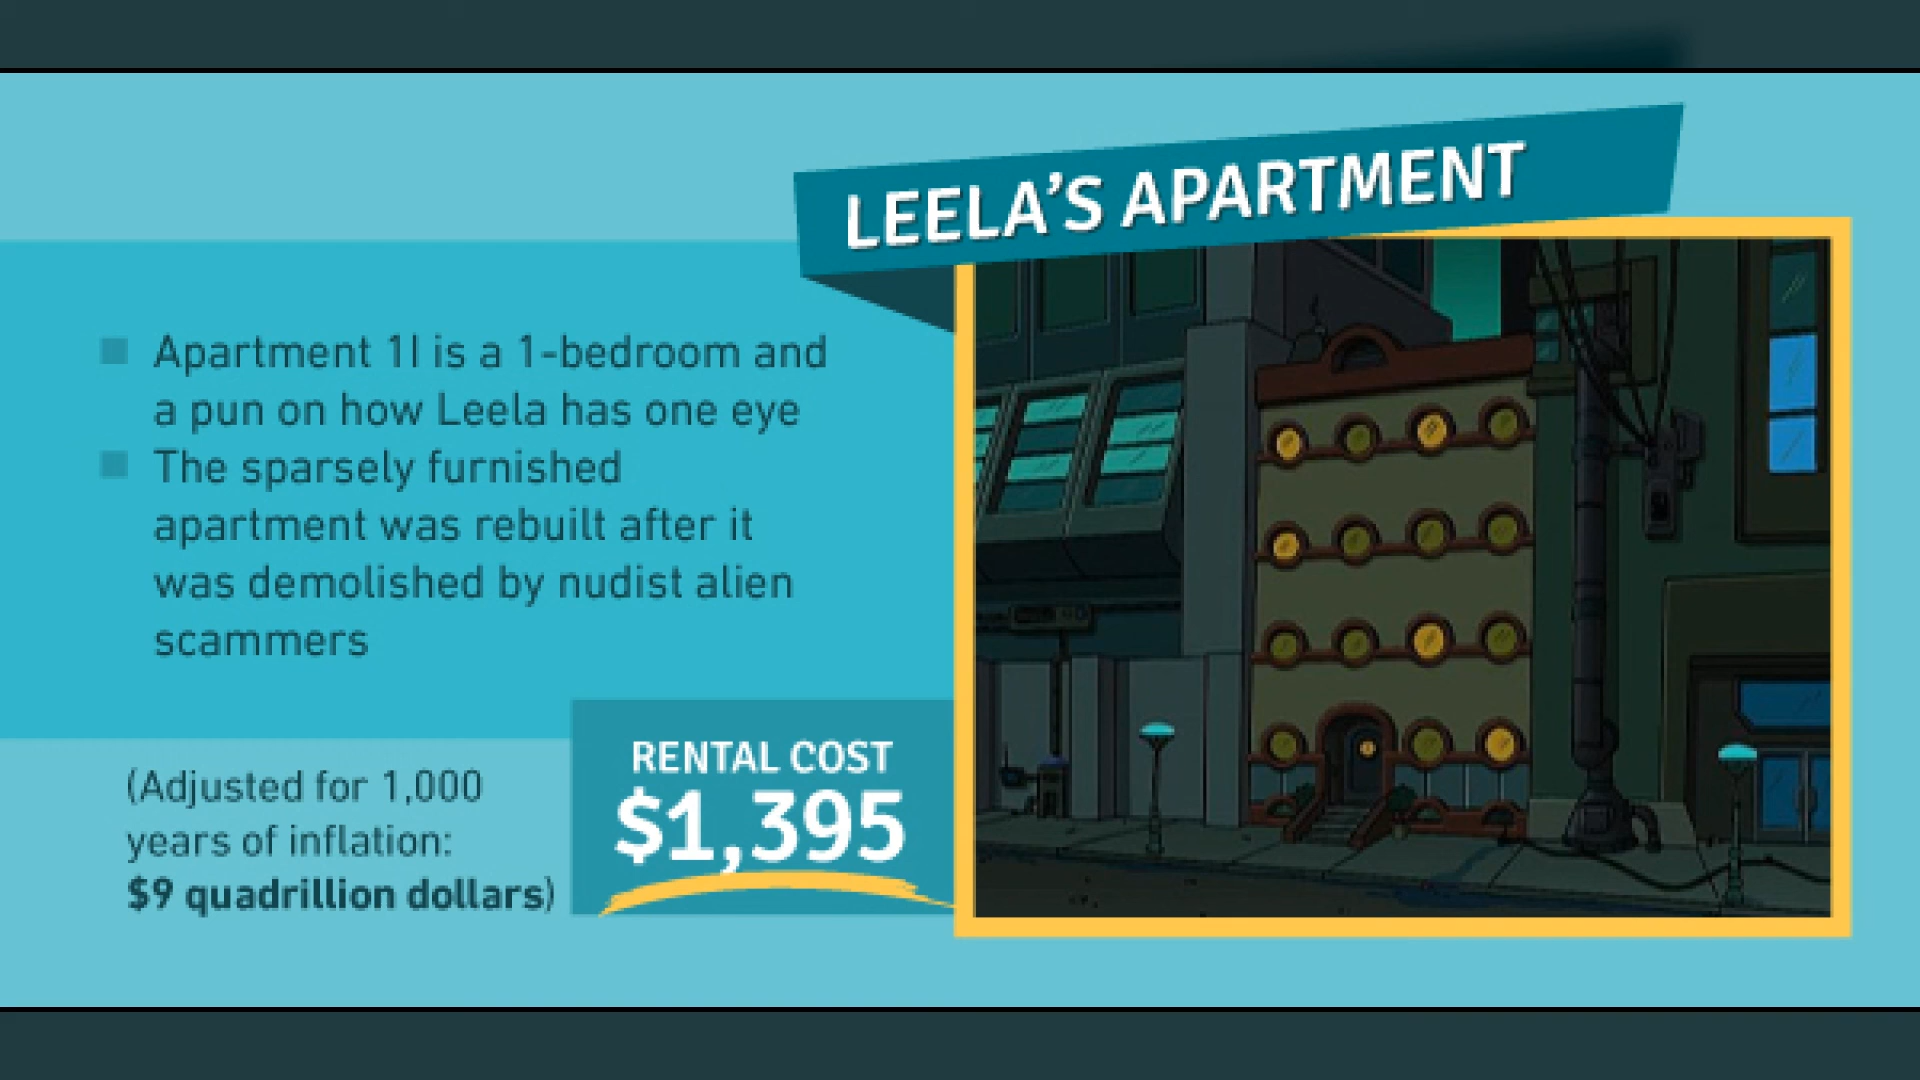 LEELA’S APARTMENT
Apartment 1I is a 1-bedroom and
a pun on how Leela has one eye
The sparsely furnished
apartment was rebuilt after it
was demolished by nudist alien
scammers
(Adjusted for 1,000
years of inflation:
$9 quadrillion dollars)
RENTAL COST
$1,395